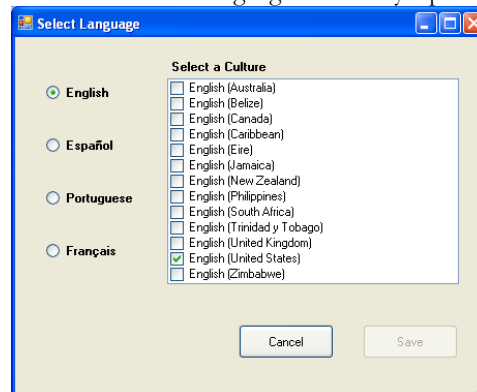 Select Language
Select a Culture
English
Español
Portuguese
Français
English (Australia)
English (Belize)
English (Canada)
English (Caribbean)
English (Eire)
English (Jamaica)
English (New Zealand)
English (Philippines)
English (South Africa)
English (Trinidad y Tobago)
English (United Kingdom)
English (United States)
English (Zimbabwe)
Cancel
Save